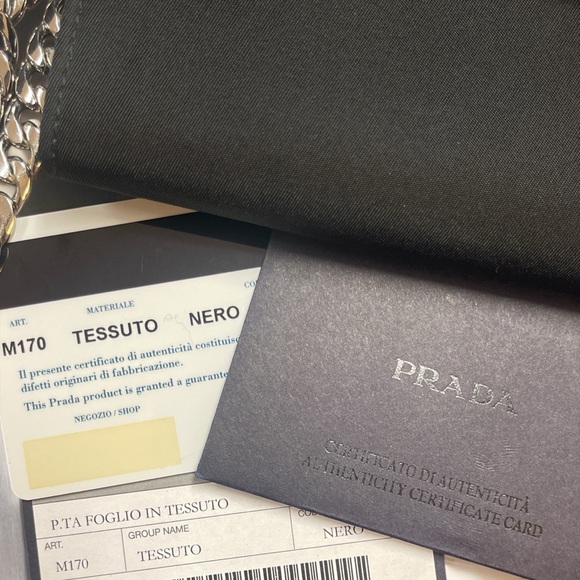 ART. MATERIALE
M170 TESSUTO NERO
Il presente certificato di autenticità
difetti originari di fabbricazione.
This Prada product is granted a
NEGOZIO / SHOP
PRADA
CERTIFICATO DI AUTENTICITÀ
AUTHENTICITY CERTIFICATE CARD
P.TA FOGLIO IN TESSUTO
ART. GROUP NAME
M170 TESSUTO NERO